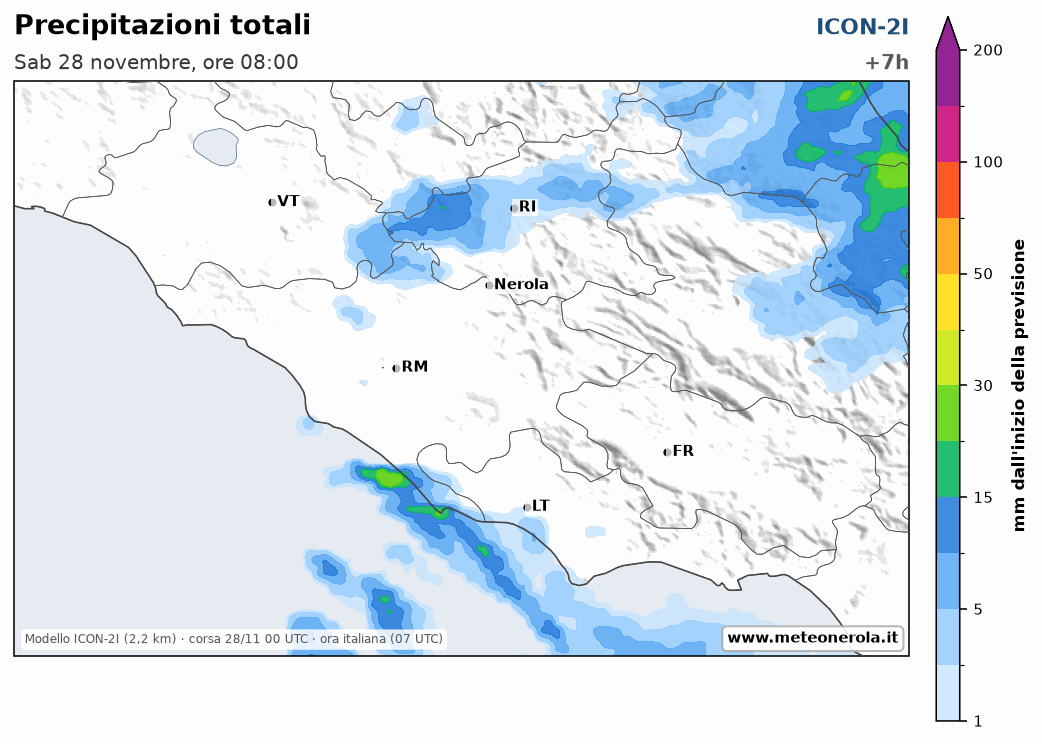 Precipitazioni totali
ICON-2I
Sab 28 novembre, ore 08:00
+7h
200
100
50
30
15
5
1
mm dall'inizio della previsione
VT
RI
Nerola
RM
FR
LT
Modello ICON-2I (2,2 km) · corsa 28/11 00 UTC · ora italiana (07 UTC)
www.meteonerola.it